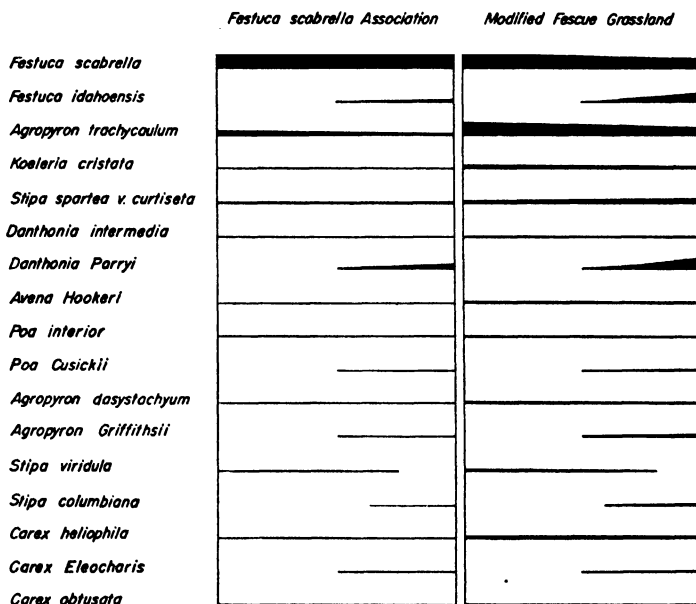 Festuca scabrella Association Modified Fescue Grassland
Festuca scabrella
Festuca idahoensis
Agropyron trachycaulum
Koeleria cristata
Stipa spartea v. curtiseta
Danthonia intermedia
Danthonia Parryi
Avena Hookeri
Poa interior
Poa Cusickii
Agropyron dasystachyum
Agropyron Griffithsii
Stipa viridula
Stipa columbiana
Carex heliophila
Carex Eleocharis
Carex obtusata